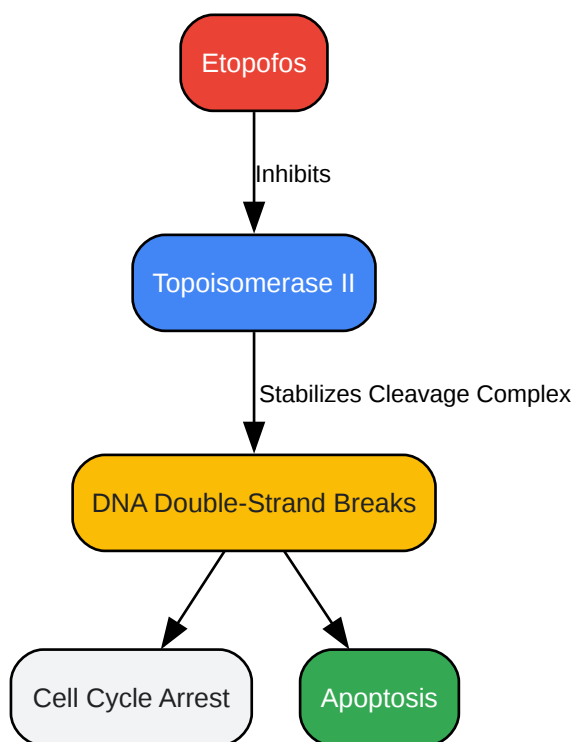 Etopofos
Inhibits
Topoisomerase II
Stabilizes Cleavage Complex
DNA Double-Strand Breaks
Cell Cycle Arrest
Apoptosis